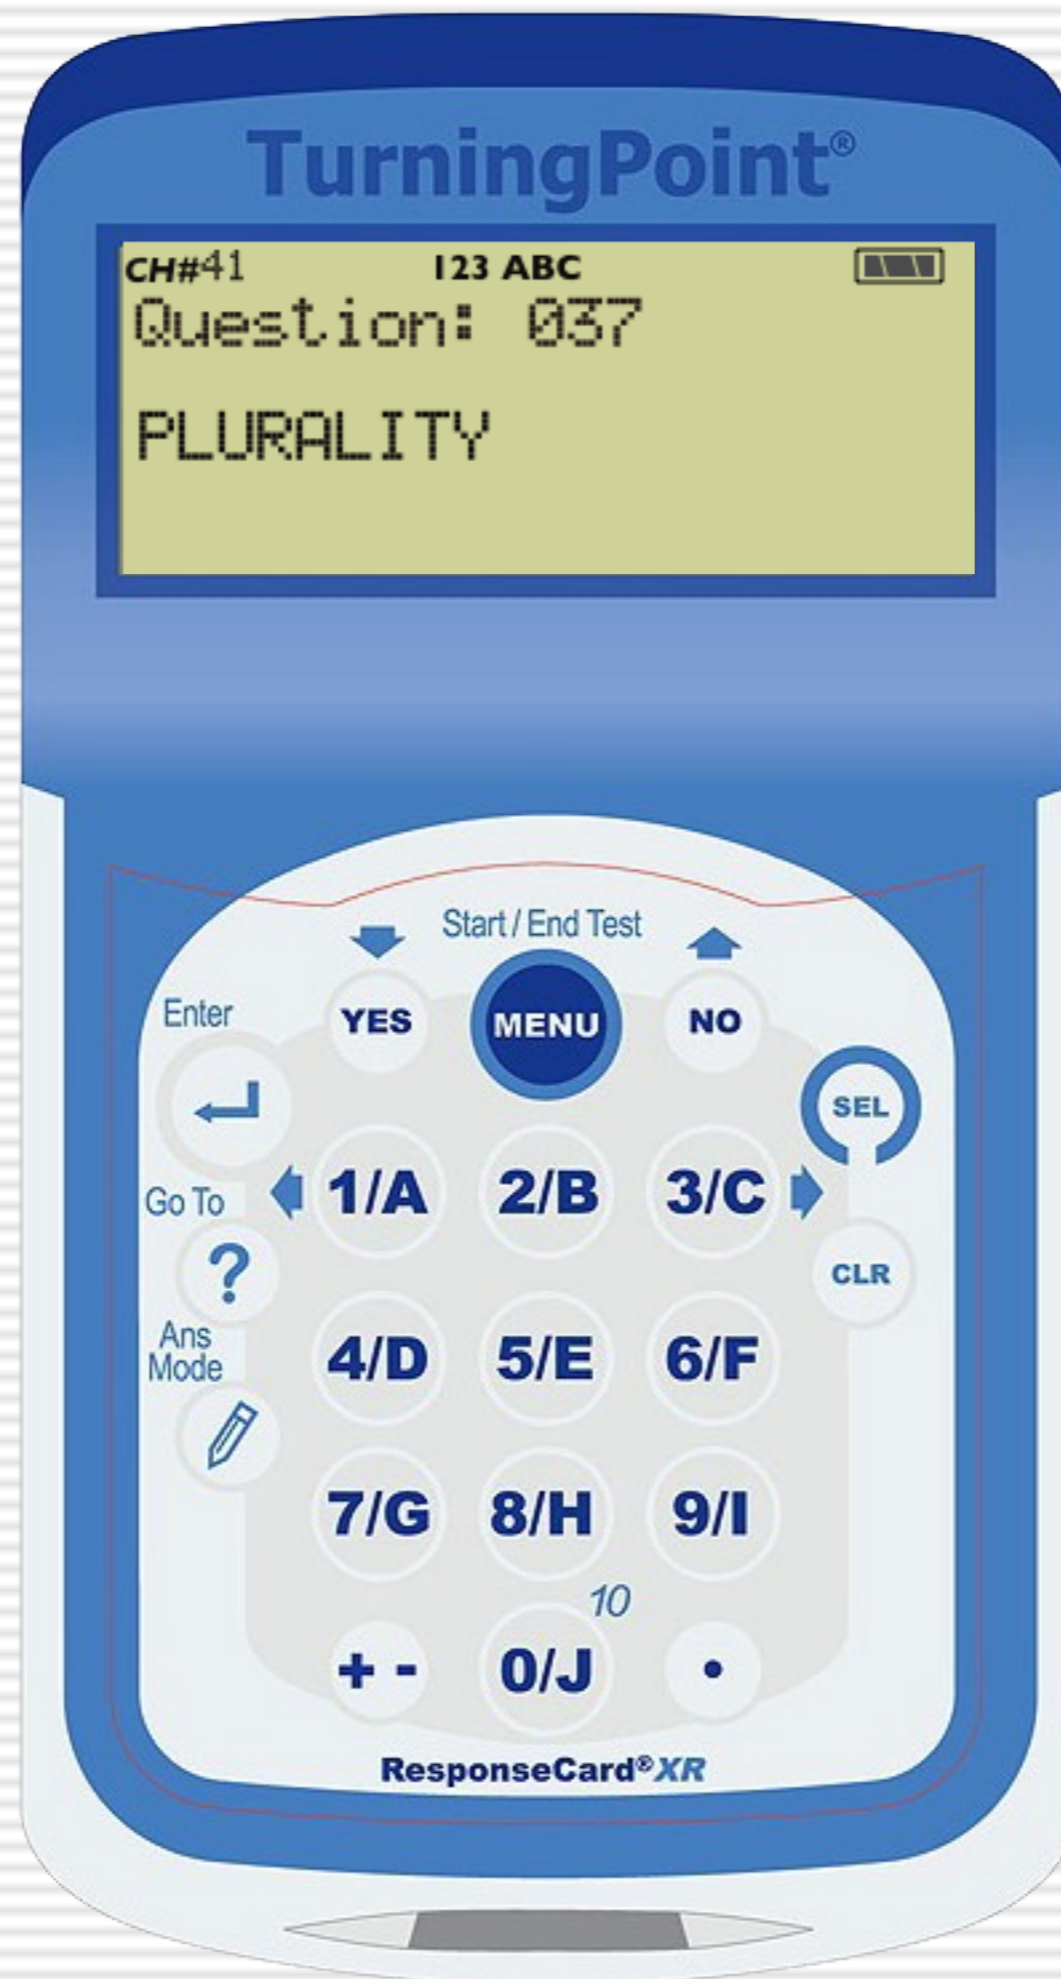 TurningPoint®
CH#41 123 ABC
Question: 037
PLURALITY
Start / End Test
Enter
YES MENU NO
SEL
Go To
1/A 2/B 3/C
?
CLR
Ans
Mode
4/D 5/E 6/F
7/G 8/H 9/I
10
+ - 0/J •
ResponseCard®XR